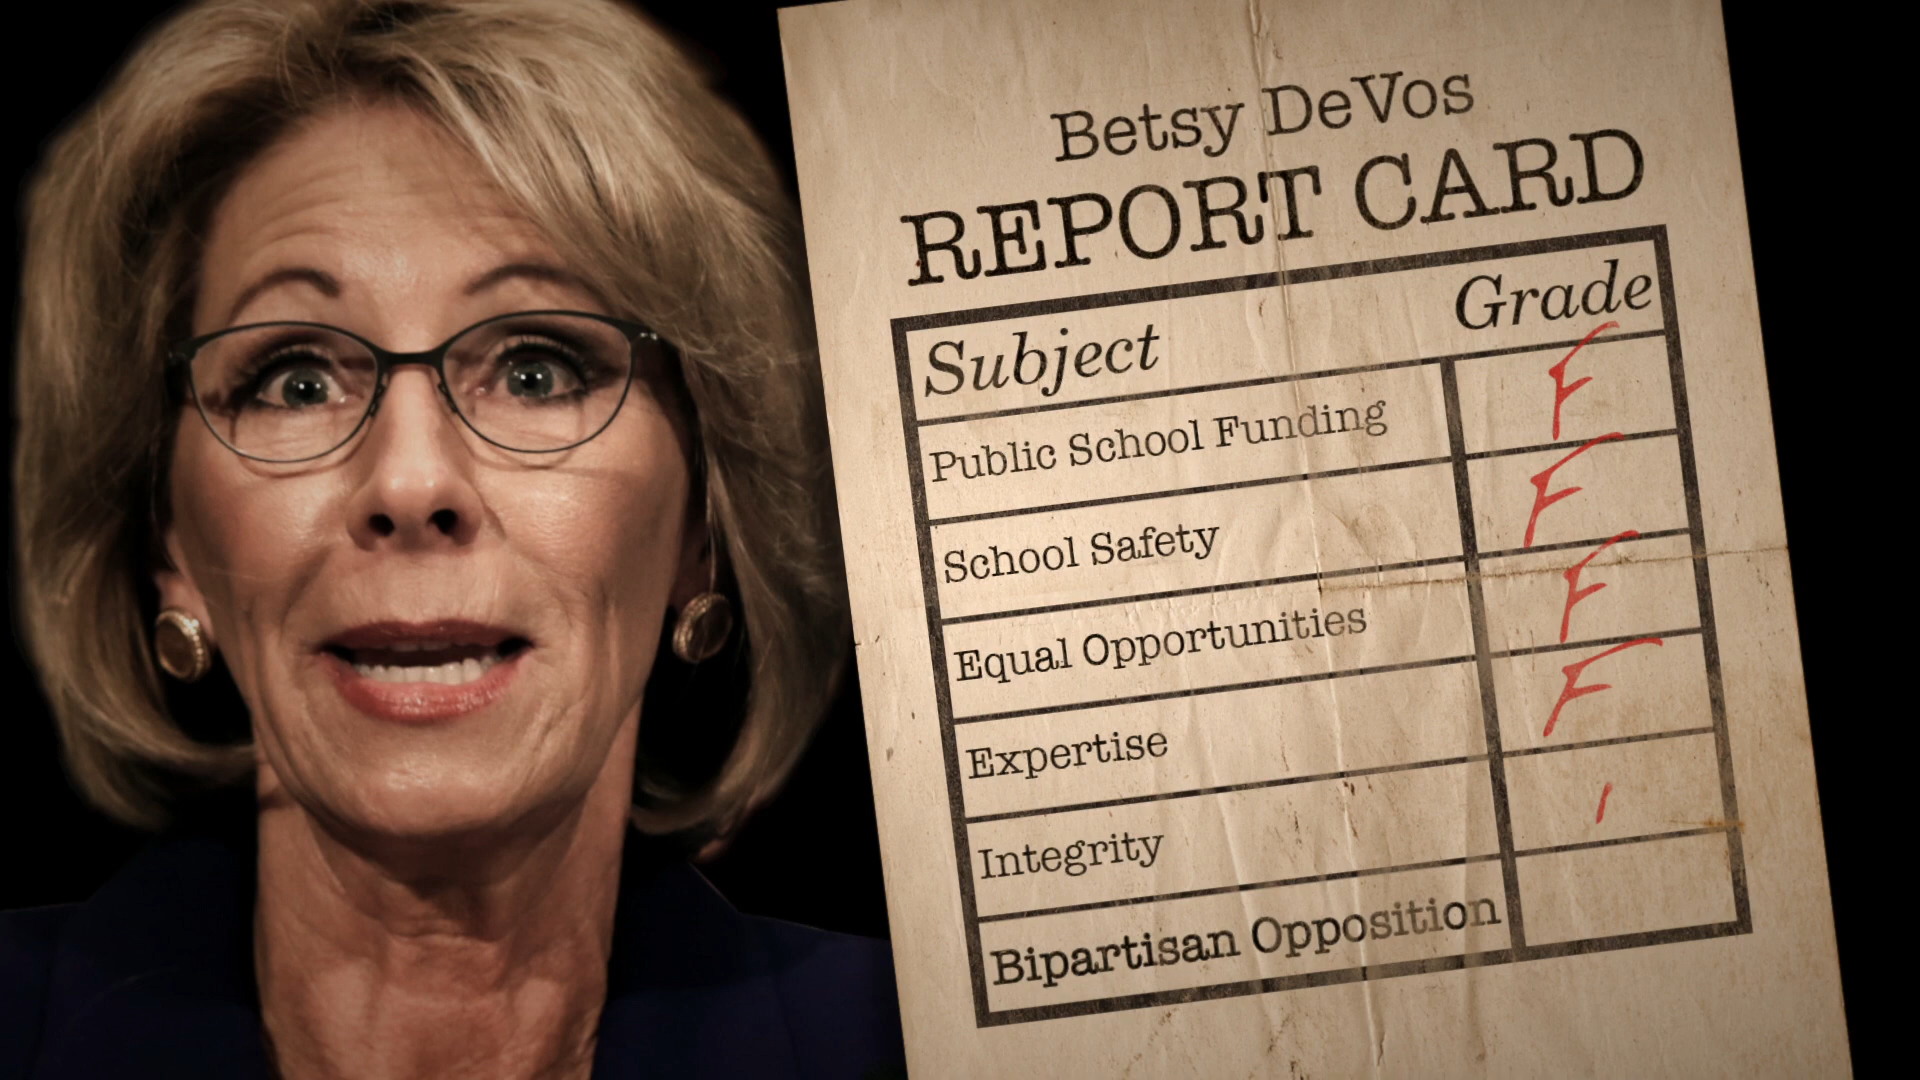 Betsy DeVos
REPORT CARD
Subject Grade
Public School Funding F
School Safety F
Equal Opportunities F
Expertise F
Integrity
Bipartisan Opposition